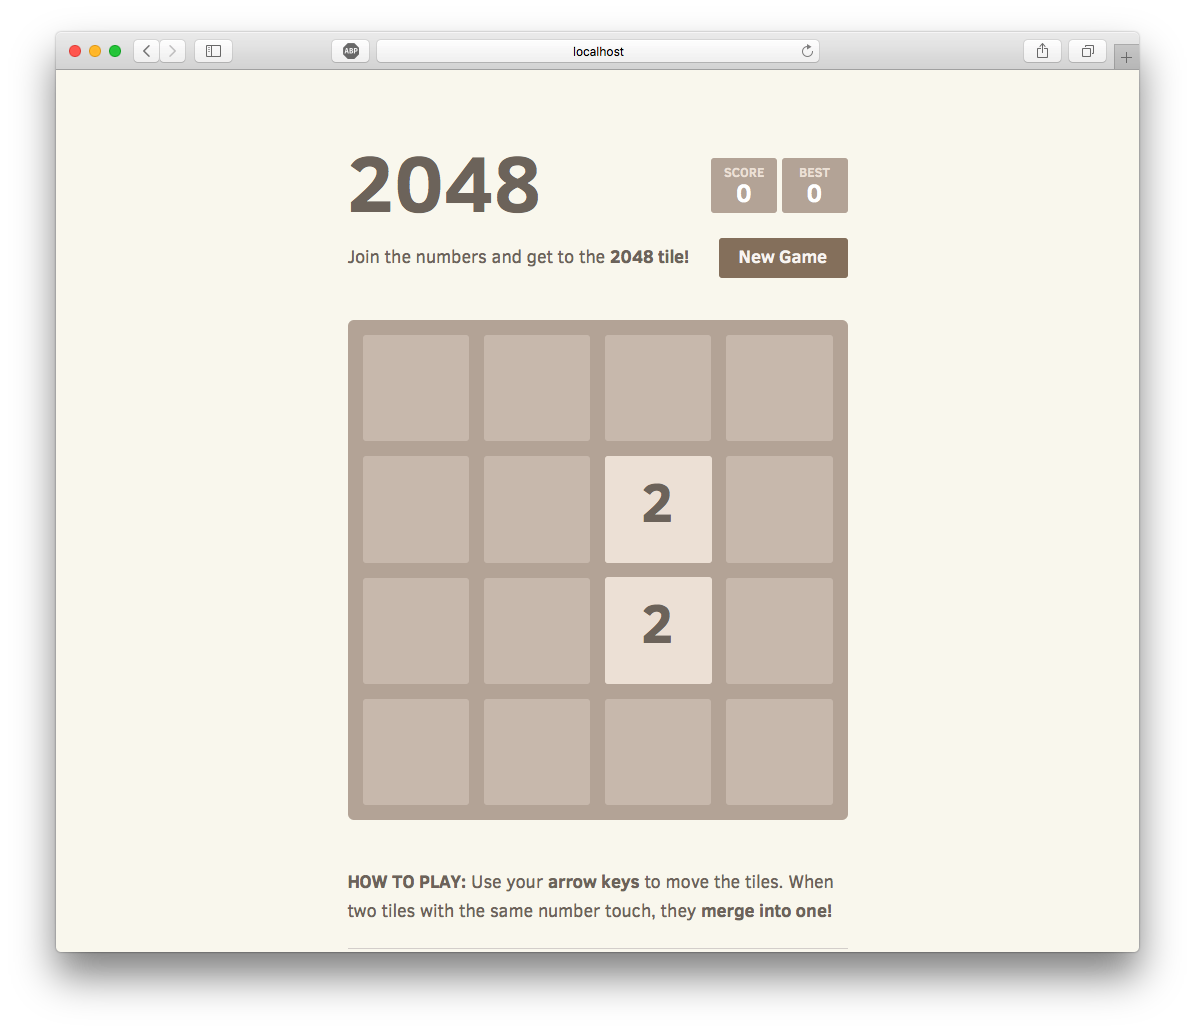 ABP
localhost
2048
SCORE
0
BEST
0
Join the numbers and get to the 2048 tile!
New Game
2
2
HOW TO PLAY: Use your arrow keys to move the tiles. When
two tiles with the same number touch, they merge into one!